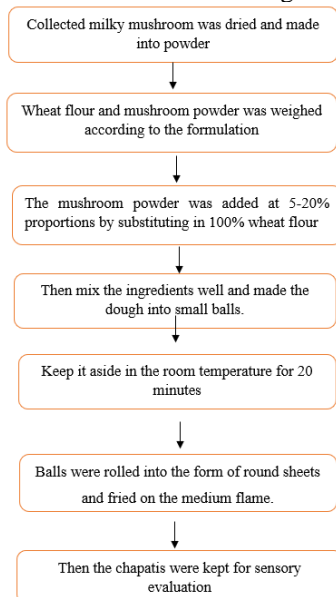 Collected milky mushroom was dried and made
into powder
Wheat flour and mushroom powder was weighed
according to the formulation
The mushroom powder was added at 5-20%
proportions by substituting in 100% wheat flour
Then mix the ingredients well and made the
dough into small balls.
Keep it aside in the room temperature for 20
minutes
Balls were rolled into the form of round sheets
and fried on the medium flame.
Then the chapatis were kept for sensory
evaluation